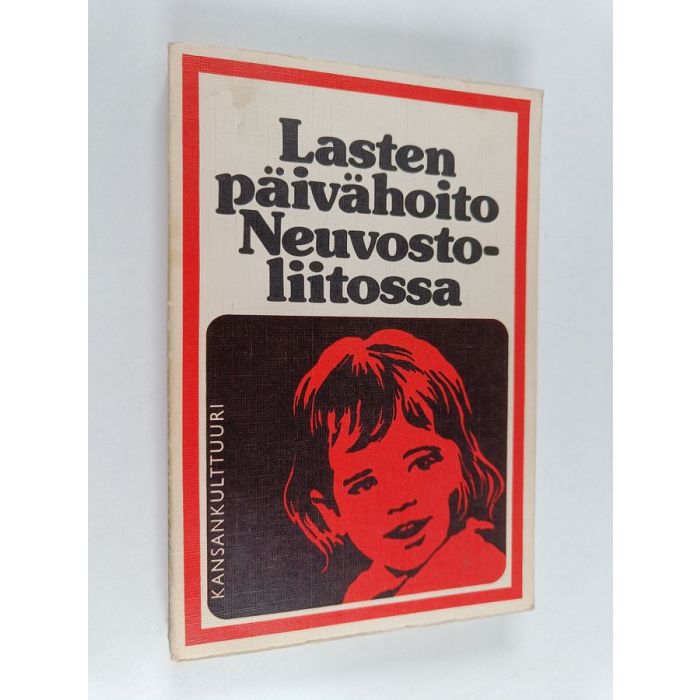 Lasten
päivähoito
Neuvosto-
liitossa
KANSANKULTTUURI